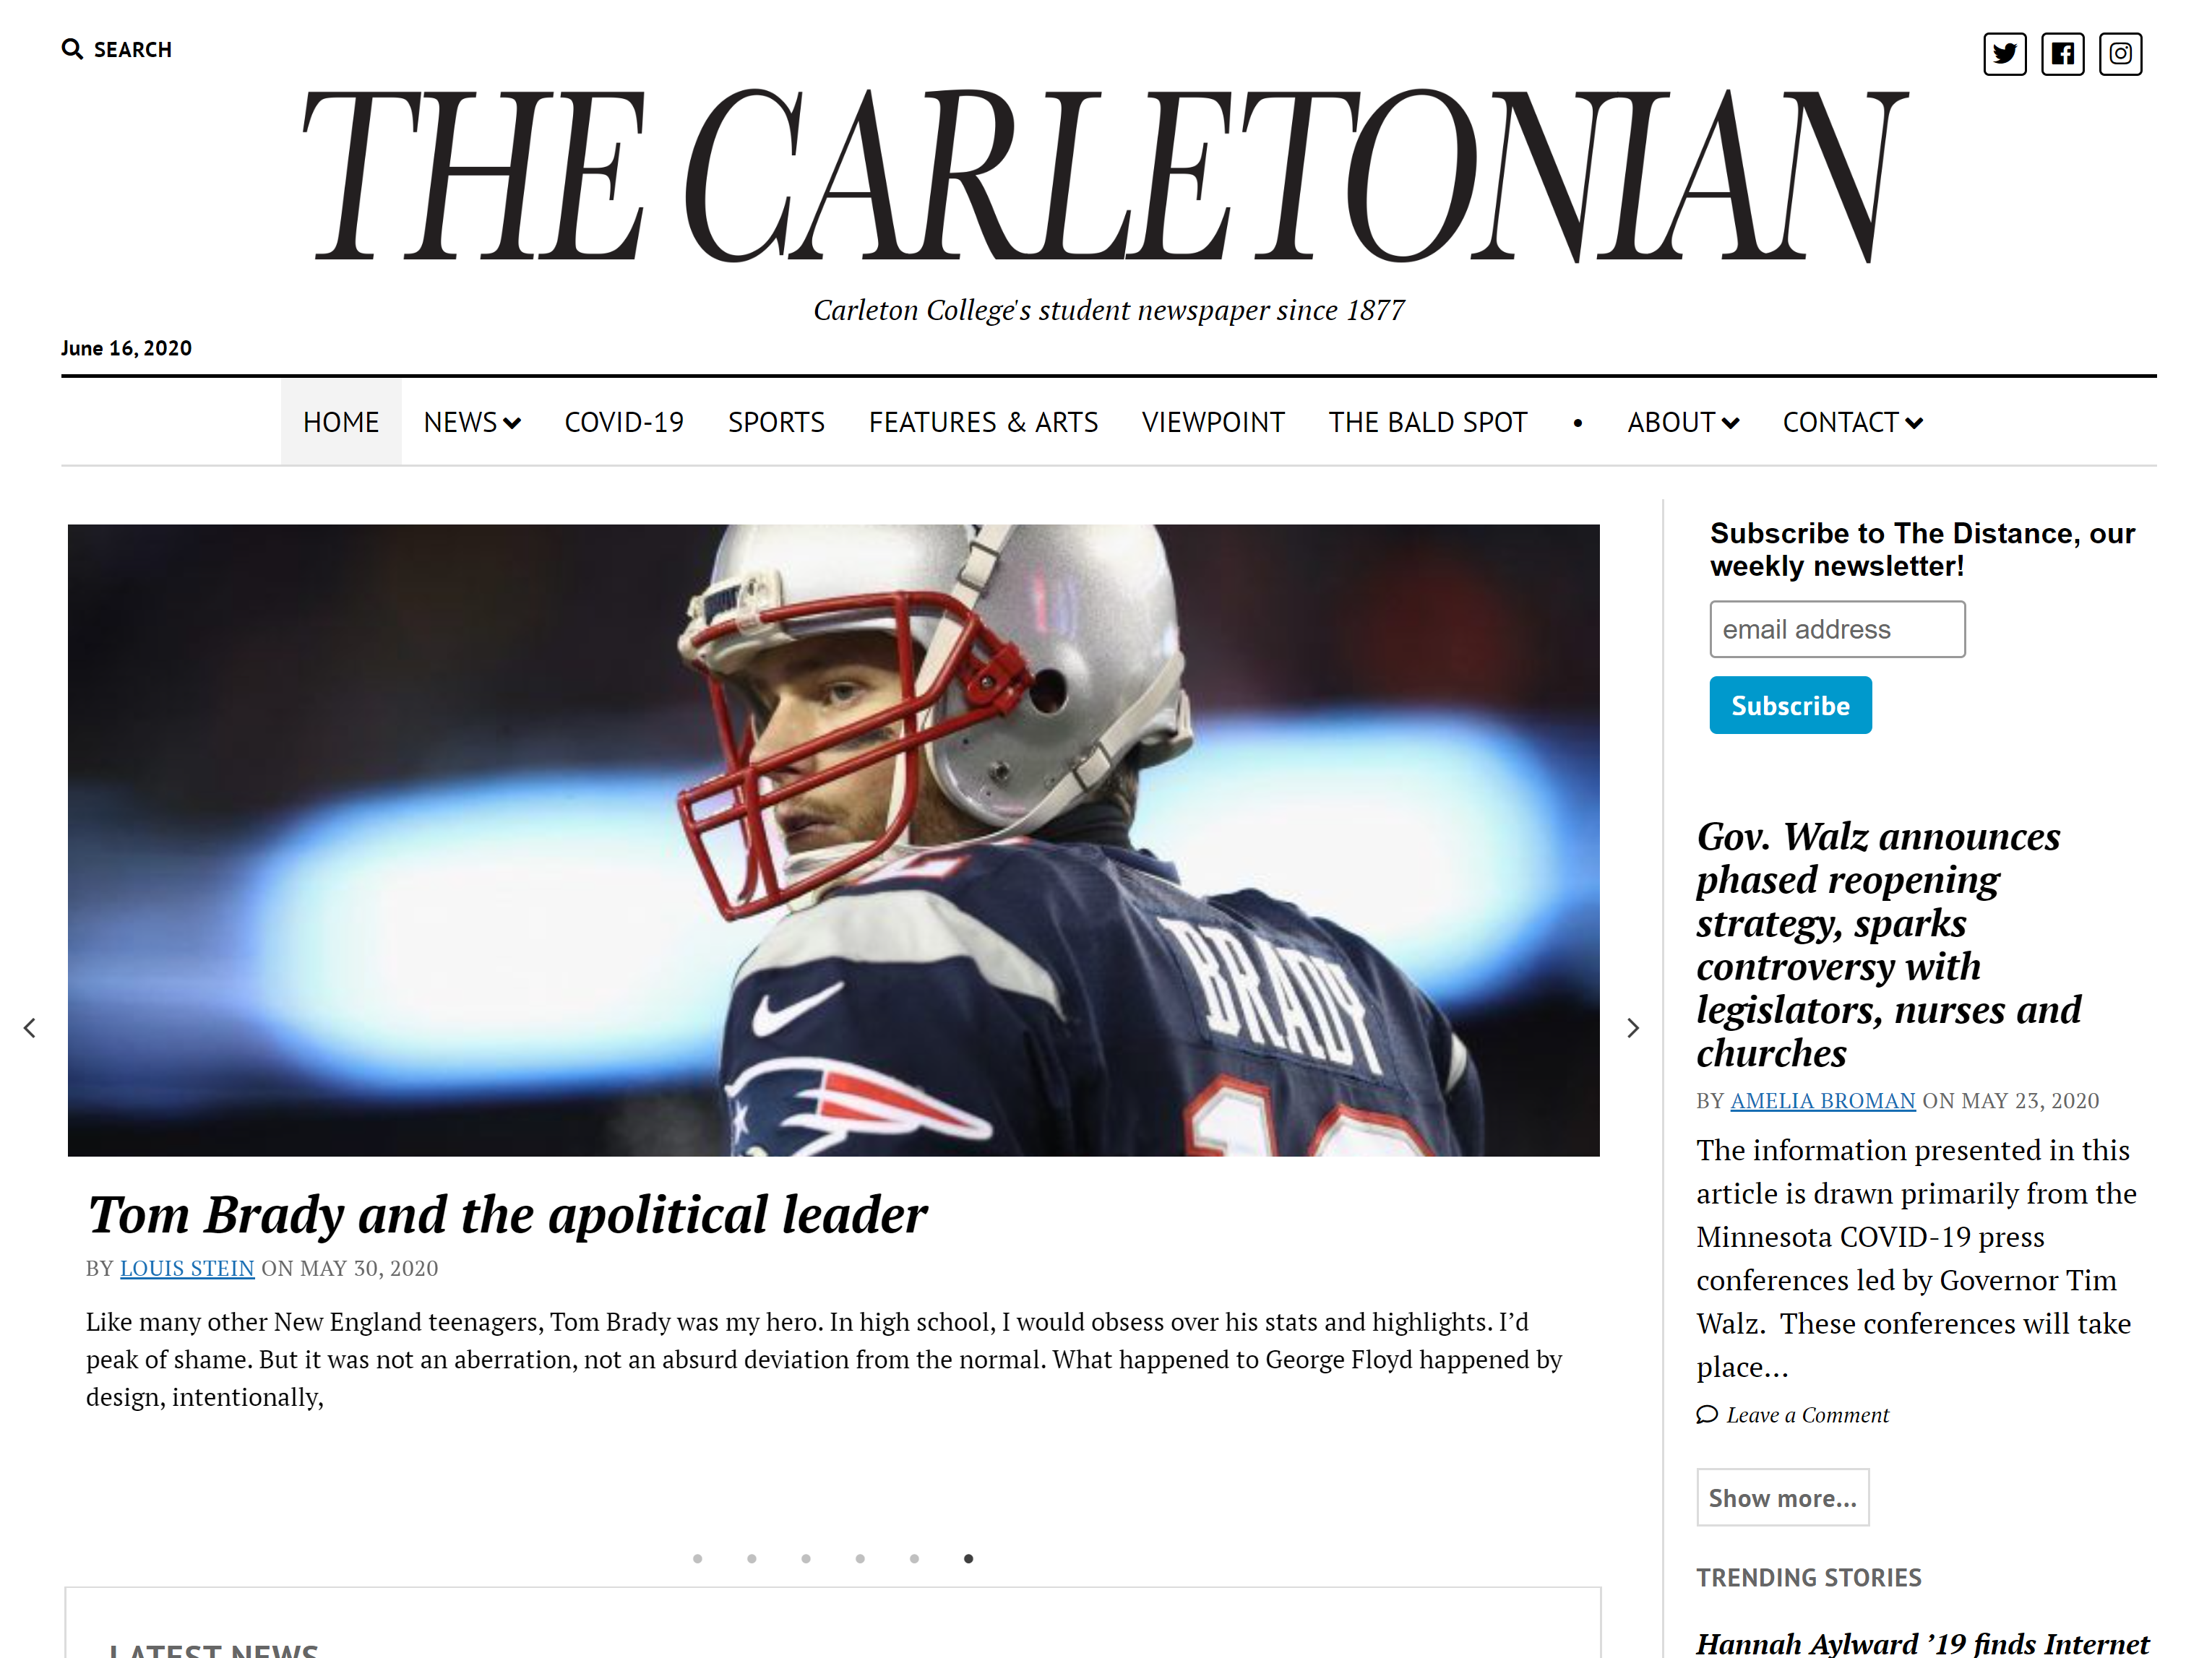 SEARCH
THE CARLETONIAN
Carleton College's student newspaper since 1877
June 16, 2020
HOME NEWS COVID-19 SPORTS FEATURES & ARTS VIEWPOINT THE BALD SPOT • ABOUT CONTACT
BRADY
Tom Brady and the apolitical leader
BY LOUIS STEIN ON MAY 30, 2020
Like many other New England teenagers, Tom Brady was my hero. In high school, I would obsess over his stats and highlights. I’d
peak of shame. But it was not an aberration, not an absurd deviation from the normal. What happened to George Floyd happened by
design, intentionally,
LATEST NEWS
Subscribe to The Distance, our
weekly newsletter!
email address
Subscribe
Gov. Walz announces
phased reopening
strategy, sparks
controversy with
legislators, nurses and
churches
BY AMELIA BROMAN ON MAY 23, 2020
The information presented in this
article is drawn primarily from the
Minnesota COVID-19 press
conferences led by Governor Tim
Walz.  These conferences will take
place...
Leave a Comment
Show more...
TRENDING STORIES
Hannah Aylward ’19 finds Internet